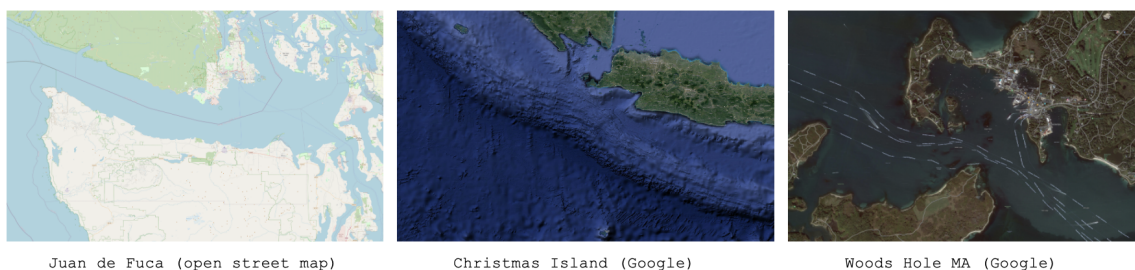 Juan de Fuca (open street map)
Christmas Island (Google)
Woods Hole MA (Google)